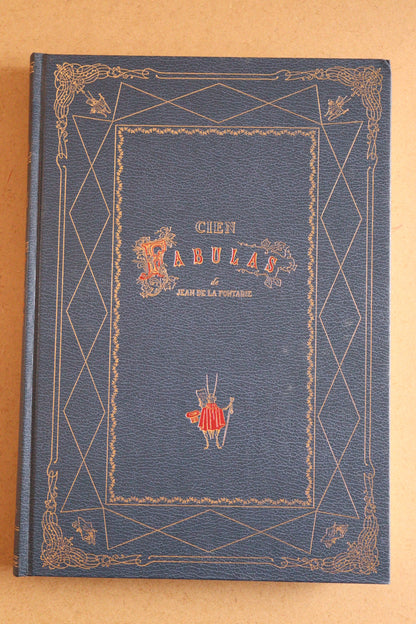 CIEN
FABULAS
de
JEAN DE LA FONTAINE